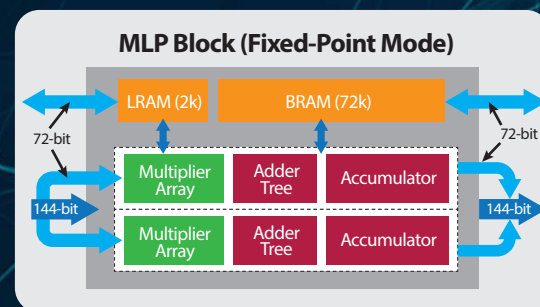 MLP Block (Fixed-Point Mode)
LRAM (2k)
BRAM (72k)
72-bit
72-bit
Multiplier
Array
Adder
Tree
Accumulator
144-bit
144-bit
Multiplier
Array
Adder
Tree
Accumulator